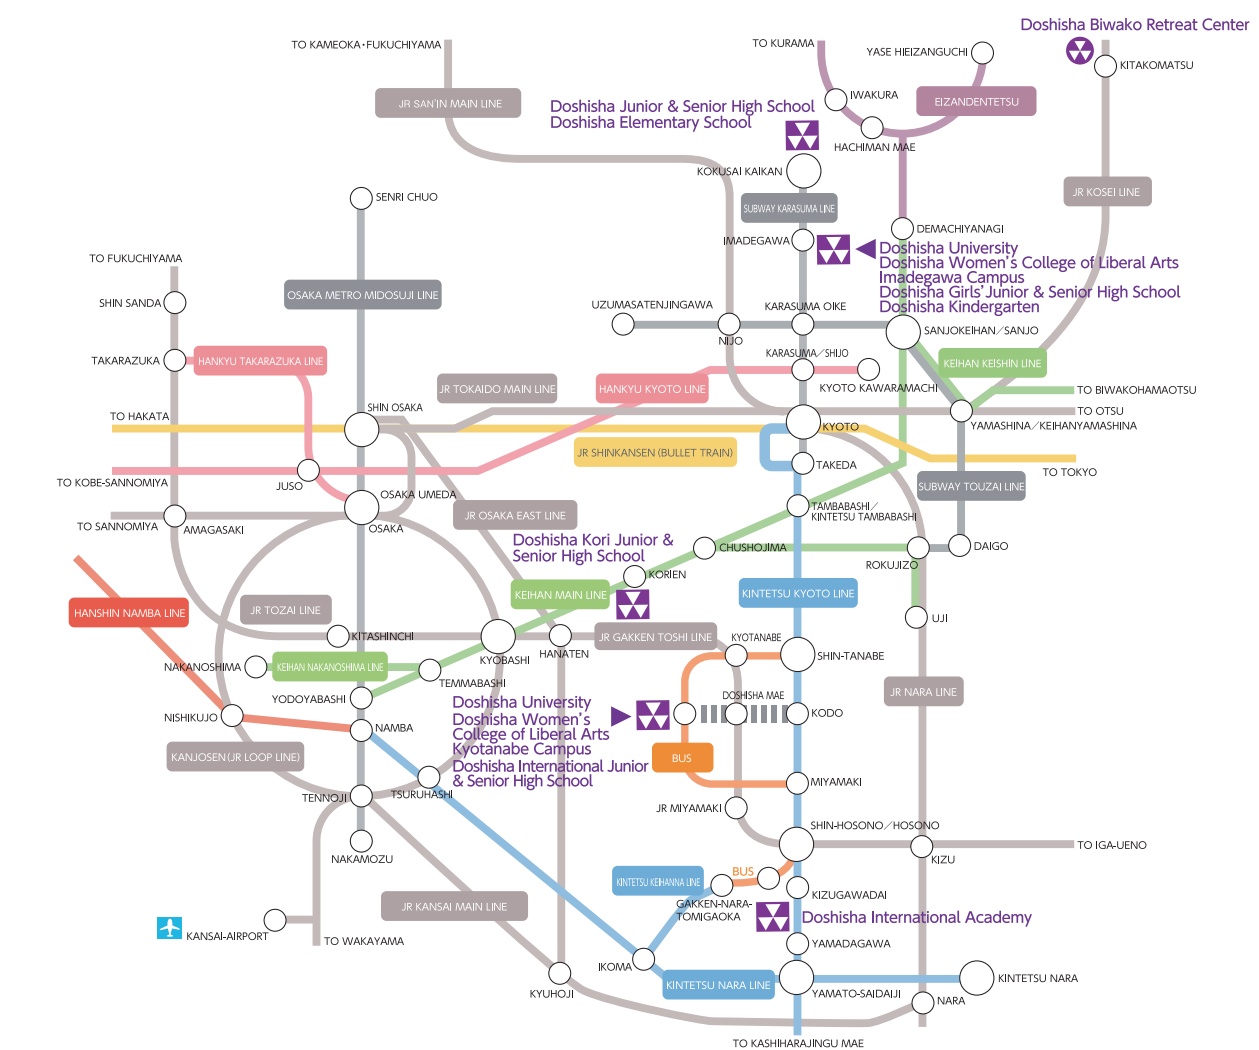 Doshisha Biwako Retreat Center
TO KAMEOKA・FUKUCHIYAMA
TO KURAMA
YASE HIEIZANGUCHI
KITAKOMATSU
JR SAN'IN MAIN LINE
IWAKURA
EIZANDENTETSU
Doshisha Junior & Senior High School
Doshisha Elementary School
HACHIMAN MAE
KOKUSAI KAIKAN
JR KOSEI LINE
SENRI CHUO
SUBWAY KARASUMA LINE
DEMACHIYANAGI
IMADEGAWA
Doshisha University
Doshisha Women's College of Liberal Arts
Imadegawa Campus
Doshisha Girls' Junior & Senior High School
Doshisha Kindergarten
TO FUKUCHIYAMA
SHIN SANDA
OSAKA METRO MIDOSUJI LINE
UZUMASATENJINGAWA
KARASUMA OIKE
NIJO
SANJOKEIHAN／SANJO
TAKARAZUKA
HANKYU TAKARAZUKA LINE
KARASUMA／SHIJO
KEIHAN KEISHIN LINE
JR TOKAIDO MAIN LINE
HANKYU KYOTO LINE
KYOTO KAWARAMACHI
TO BIWAKOHAMAOTSU
TO HAKATA
SHIN OSAKA
TO OTSU
KYOTO
YAMASHINA／KEIHANYAMASHINA
JR SHINKANSEN (BULLET TRAIN)
TAKEDA
TO TOKYO
TO KOBE-SANNOMIYA
JUSO
SUBWAY TOUZAI LINE
OSAKA UMEDA
TO SANNOMIYA
AMAGASAKI
OSAKA
JR OSAKA EAST LINE
TAMBABASHI／
KINTETSU TAMBABASHI
Doshisha Kori Junior &
Senior High School
CHUSHOJIMA
ROKUJIZO
DAIGO
KORIEN
KEIHAN MAIN LINE
KINTETSU KYOTO LINE
HANSHIN NAMBA LINE
JR TOZAI LINE
UJI
KITASHINCHI
KYOBASHI
HANATEN
JR GAKKEN TOSHI LINE
KYOTANABE
SHIN-TANABE
NAKANOSHIMA
KEIHAN NAKANOSHIMA LINE
TEMMABASHI
JR NARA LINE
YODOYABASHI
DOSHISHA MAE
KODO
Doshisha University
Doshisha Women's
College of Liberal Arts
Kyotanabe Campus
Doshisha International Junior
& Senior High School
NISHIKUJO
NAMBA
KANJOSEN (JR LOOP LINE)
BUS
TSURUHASHI
MIYAMAKI
TENNOJI
JR MIYAMAKI
SHIN-HOSONO／HOSONO
NAKAMOZU
TO IGA-UENO
KIZU
BUS
KINTETSU KEIHANNA LINE
GAKKEN-NARA-
TOMIGAOKA
KIZUGAWADAI
JR KANSAI MAIN LINE
Doshisha International Academy
KANSAI-AIRPORT
TO WAKAYAMA
YAMADAGAWA
IKOMA
KYUHOJI
KINTETSU NARA LINE
YAMATO-SAIDAIJI
KINTETSU NARA
NARA
TO KASHIHARAJINGU MAE